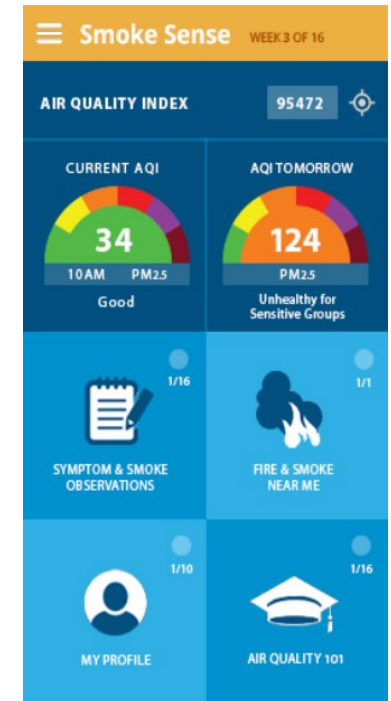 Smoke Sense WEEK 3 OF 16
AIR QUALITY INDEX 95472
CURRENT AQI
34
10AM PM2.5
Good
AQI TOMORROW
124
PM2.5
Unhealthy for
Sensitive Groups
1/16
SYMPTOM & SMOKE
OBSERVATIONS
1/1
FIRE & SMOKE
NEAR ME
1/10
MY PROFILE
1/16
AIR QUALITY 101